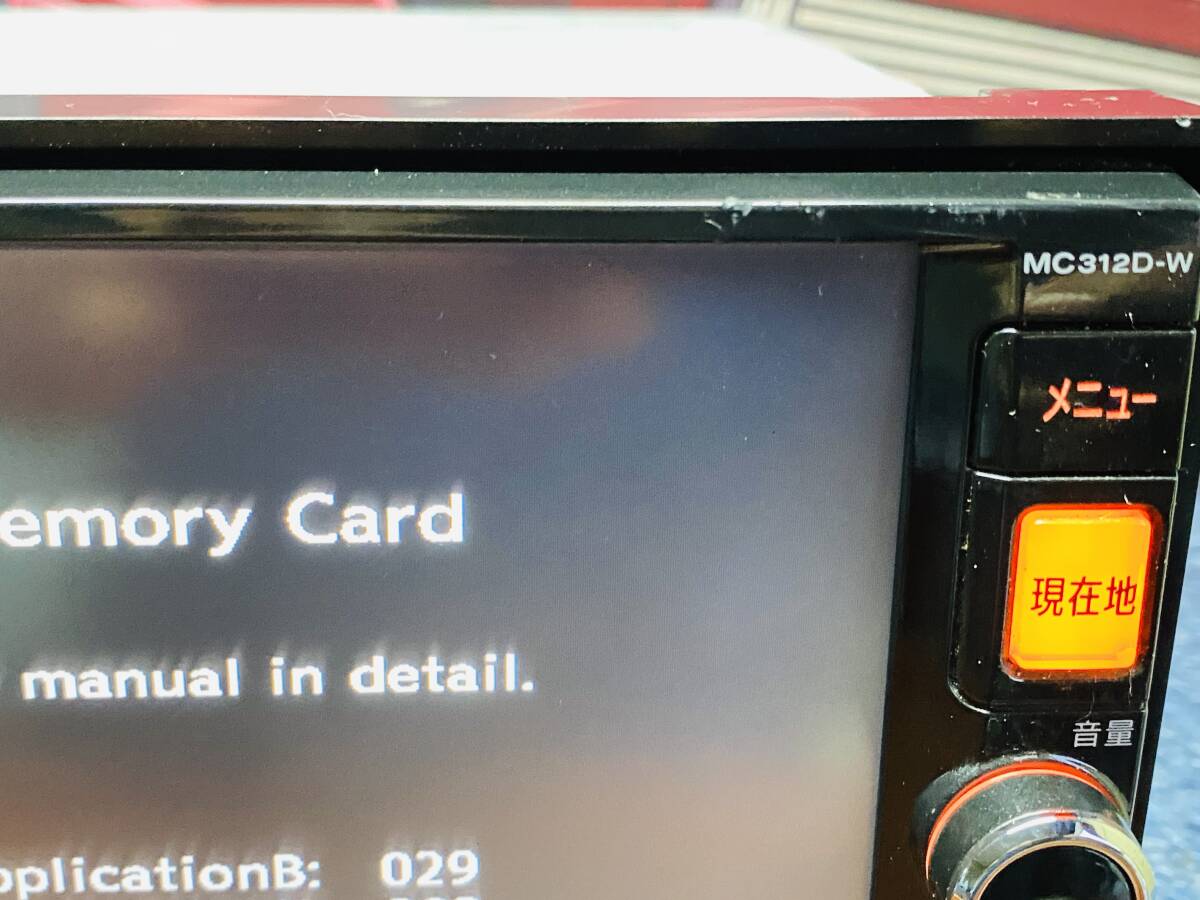 MC312D-W
メニュー
emory Card
現在地
manual in detail.
音量
pplicationB: 029